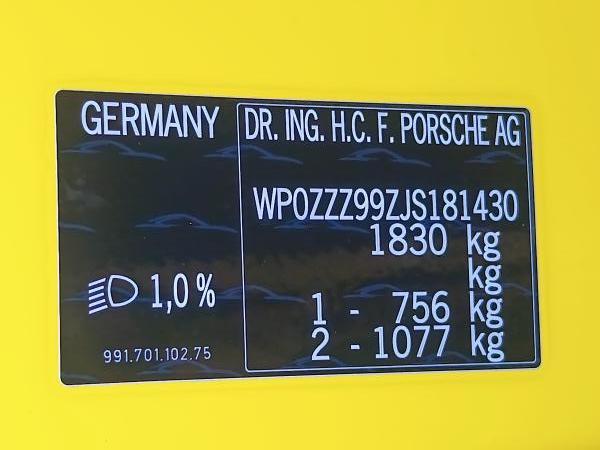 GERMANY
1,0 %
991.701.102.75
DR. ING. H.C. F. PORSCHE AG
WP0ZZZ99ZJS181430
1830 kg
kg
1 - 756 kg
2 - 1077 kg